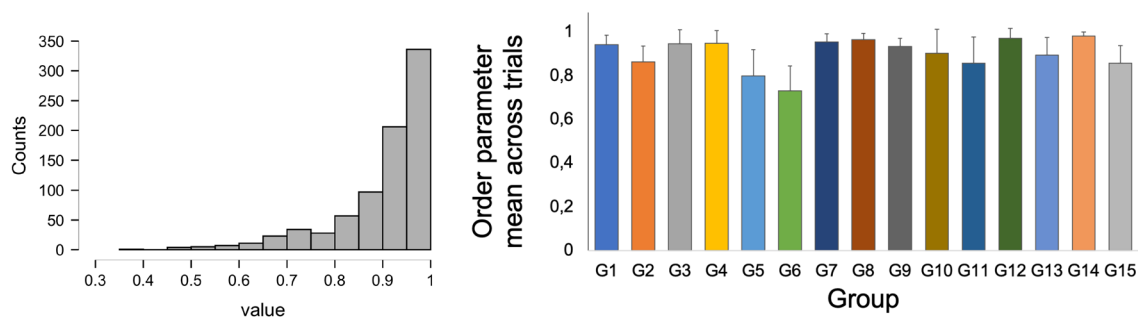 350
300
250
200
150
100
50
0
Counts
0.3 0.4 0.5 0.6 0.7 0.8 0.9 1
value
Order parameter
mean across trials
1
0,8
0,6
0,4
0,2
0
G1 G2 G3 G4 G5 G6 G7 G8 G9 G10 G11 G12 G13 G14 G15
Group